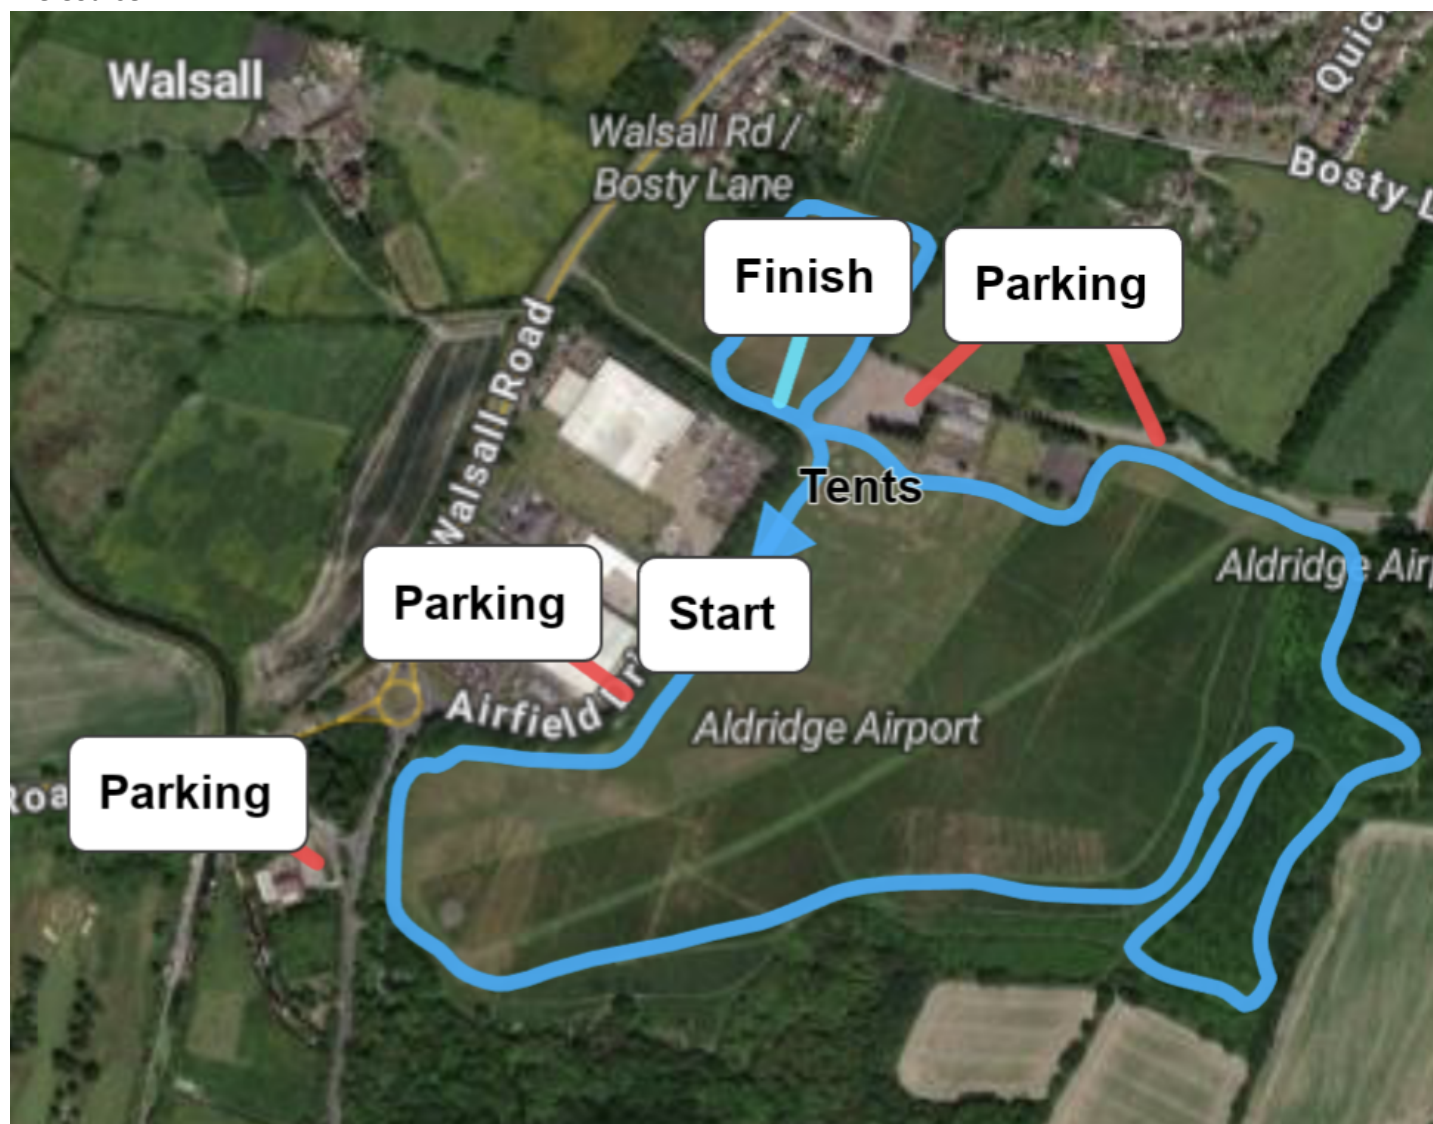 Walsall
Quic
Walsall Rd /
Bosty Lane
Bosty L
Finish
Parking
Walsall Road
Tents
Aldridge Air
Parking
Start
Airfield
Aldridge Airport
Parking
Roa